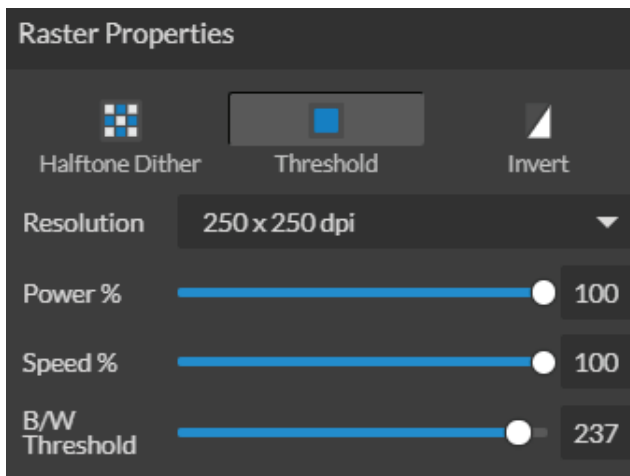 Raster Properties
Halftone Dither Threshold Invert
Resolution 250 x 250 dpi
Power % 100
Speed % 100
B/W
Threshold 237